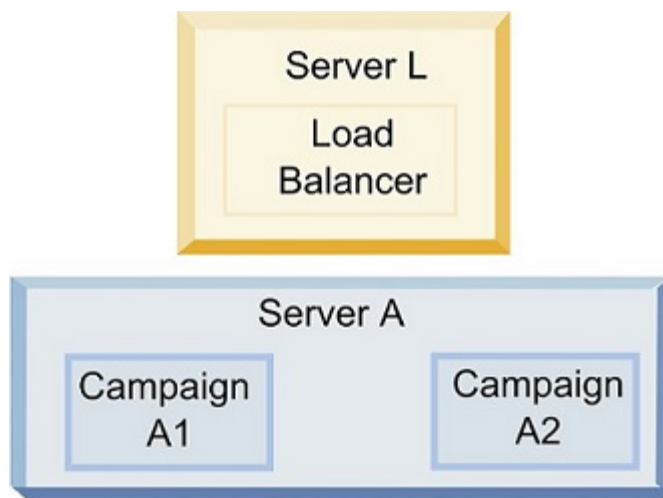 Server L
Load
Balancer
Server A
Campaign
A1
Campaign
A2